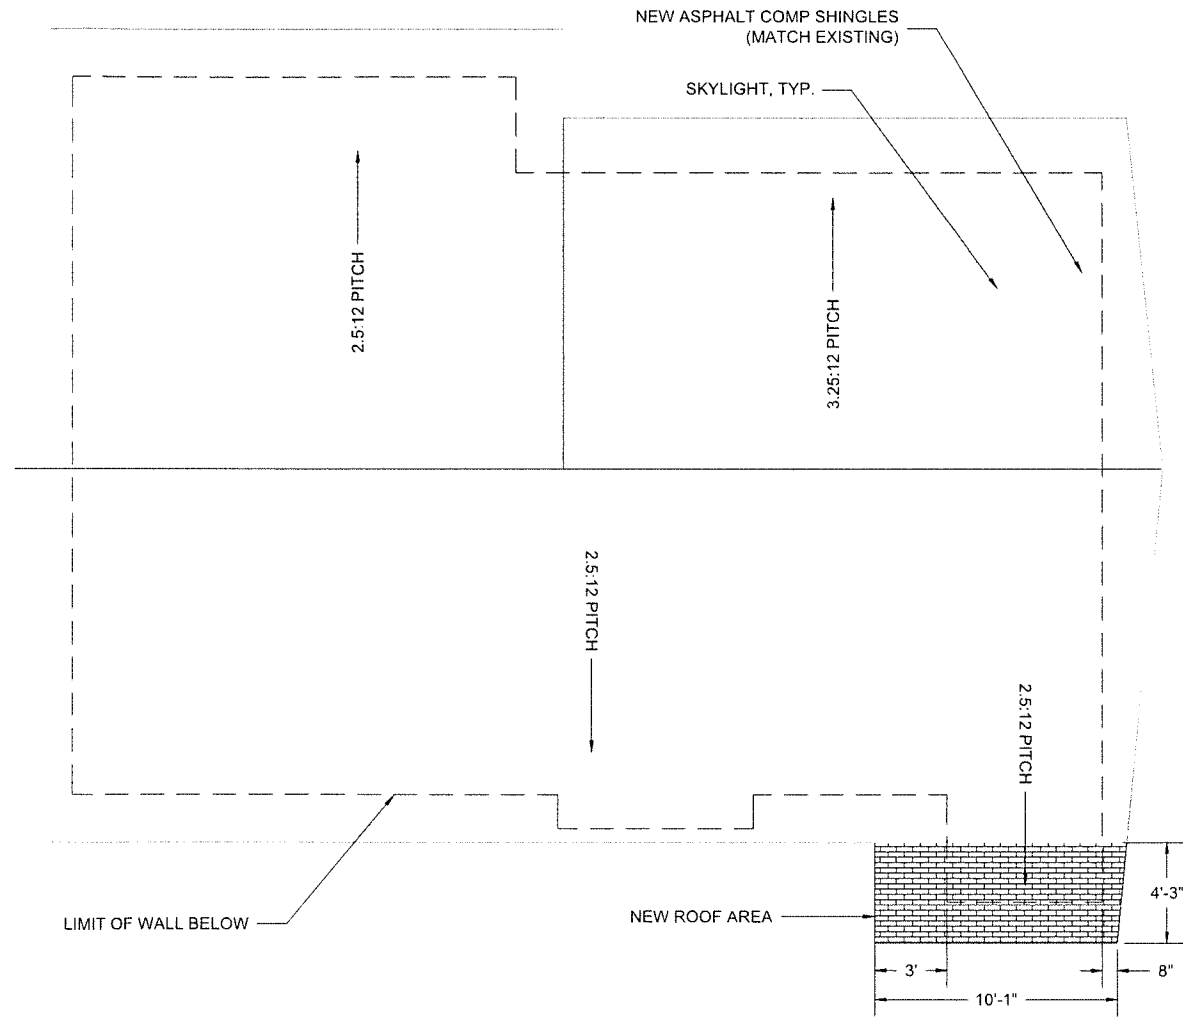 NEW ASPHALT COMP SHINGLES
(MATCH EXISTING)
SKYLIGHT, TYP.
2.5:12 PITCH
3.25:12 PITCH
2.5:12 PITCH
2.5:12 PITCH
4'-3"
LIMIT OF WALL BELOW
NEW ROOF AREA
3'
8"
10'-1"